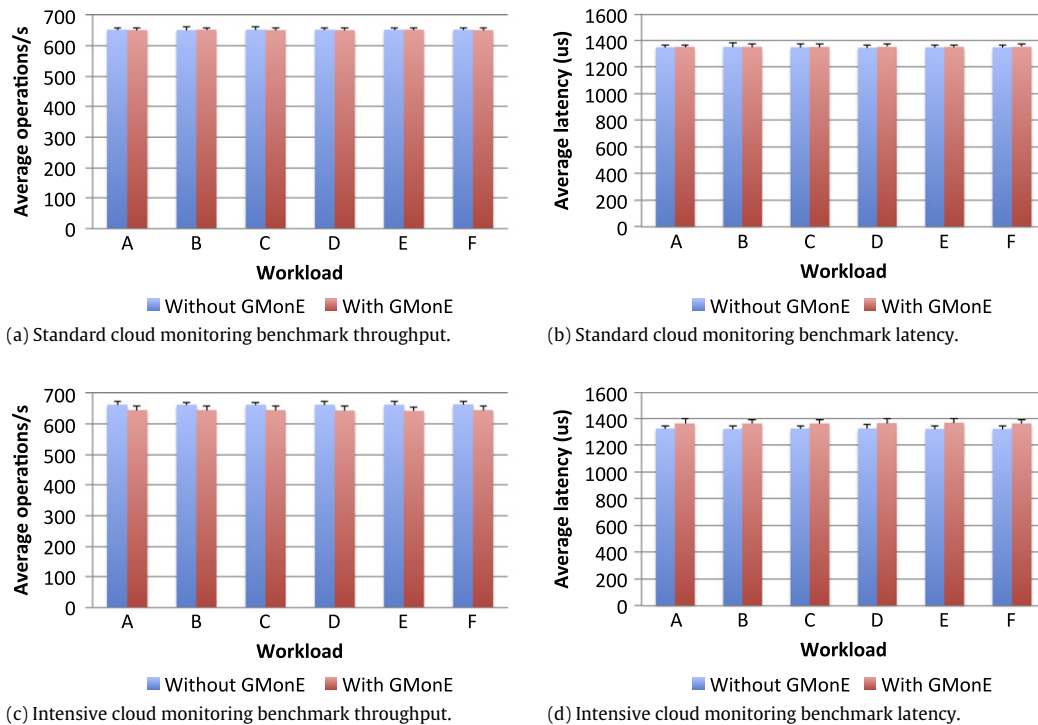 700
600
500
400
300
200
100
0
Average operations/s
A B C D E F
Workload
Without GMonE With GMonE
(a) Standard cloud monitoring benchmark throughput.
1600
1400
1200
1000
800
600
400
200
0
Average latency (us)
A B C D E F
Workload
Without GMonE With GMonE
(b) Standard cloud monitoring benchmark latency.
700
600
500
400
300
200
100
0
Average operations/s
A B C D E F
Workload
Without GMonE With GMonE
(c) Intensive cloud monitoring benchmark throughput.
1600
1400
1200
1000
800
600
400
200
0
Average latency (us)
A B C D E F
Workload
Without GMonE With GMonE
(d) Intensive cloud monitoring benchmark latency.